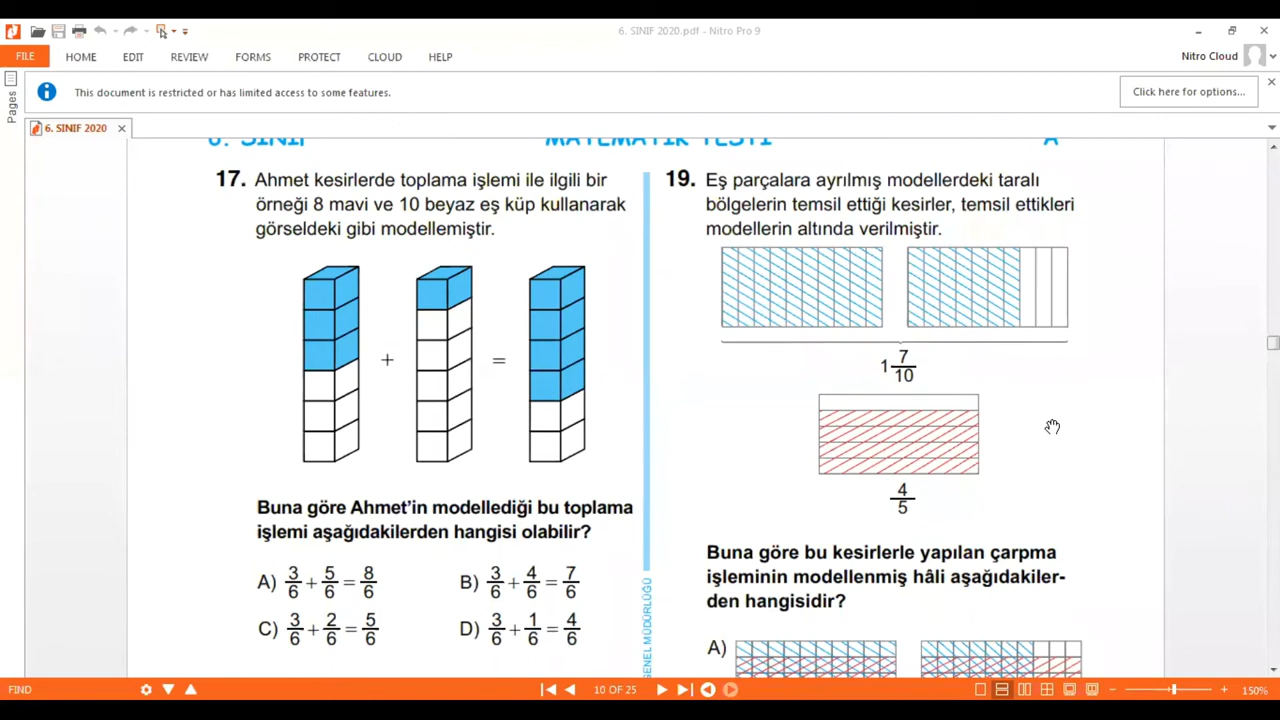 6. SINIF 2020.pdf - Nitro Pro 9
FILE
HOME
EDIT
REVIEW
FORMS
PROTECT
CLOUD
HELP
Nitro Cloud
This document is restricted or has limited access to some features.
Click here for options...
Pages
6. SINIF 2020
6. SINIF
MATEMATİK TESTİ
A
17. Ahmet kesirlerde toplama işlemi ile ilgili bir
örneği 8 mavi ve 10 beyaz eş küp kullanarak
görseldeki gibi modellemiştir.
+ =
Buna göre Ahmet'in modellediği bu toplama
işlemi aşağıdakilerden hangisi olabilir?
A) 3/6 + 5/6 = 8/6
B) 3/6 + 4/6 = 7/6
C) 3/6 + 2/6 = 5/6
D) 3/6 + 1/6 = 4/6
GENEL MÜDÜRLÜĞÜ
19. Eş parçalara ayrılmış modellerdeki taralı
bölgelerin temsil ettiği kesirler, temsil ettikleri
modellerin altında verilmiştir.
1 7/10
4/5
Buna göre bu kesirlerle yapılan çarpma
işleminin modellenmiş hâli aşağıdakiler-
den hangisidir?
A)
FIND
10 OF 25
150%